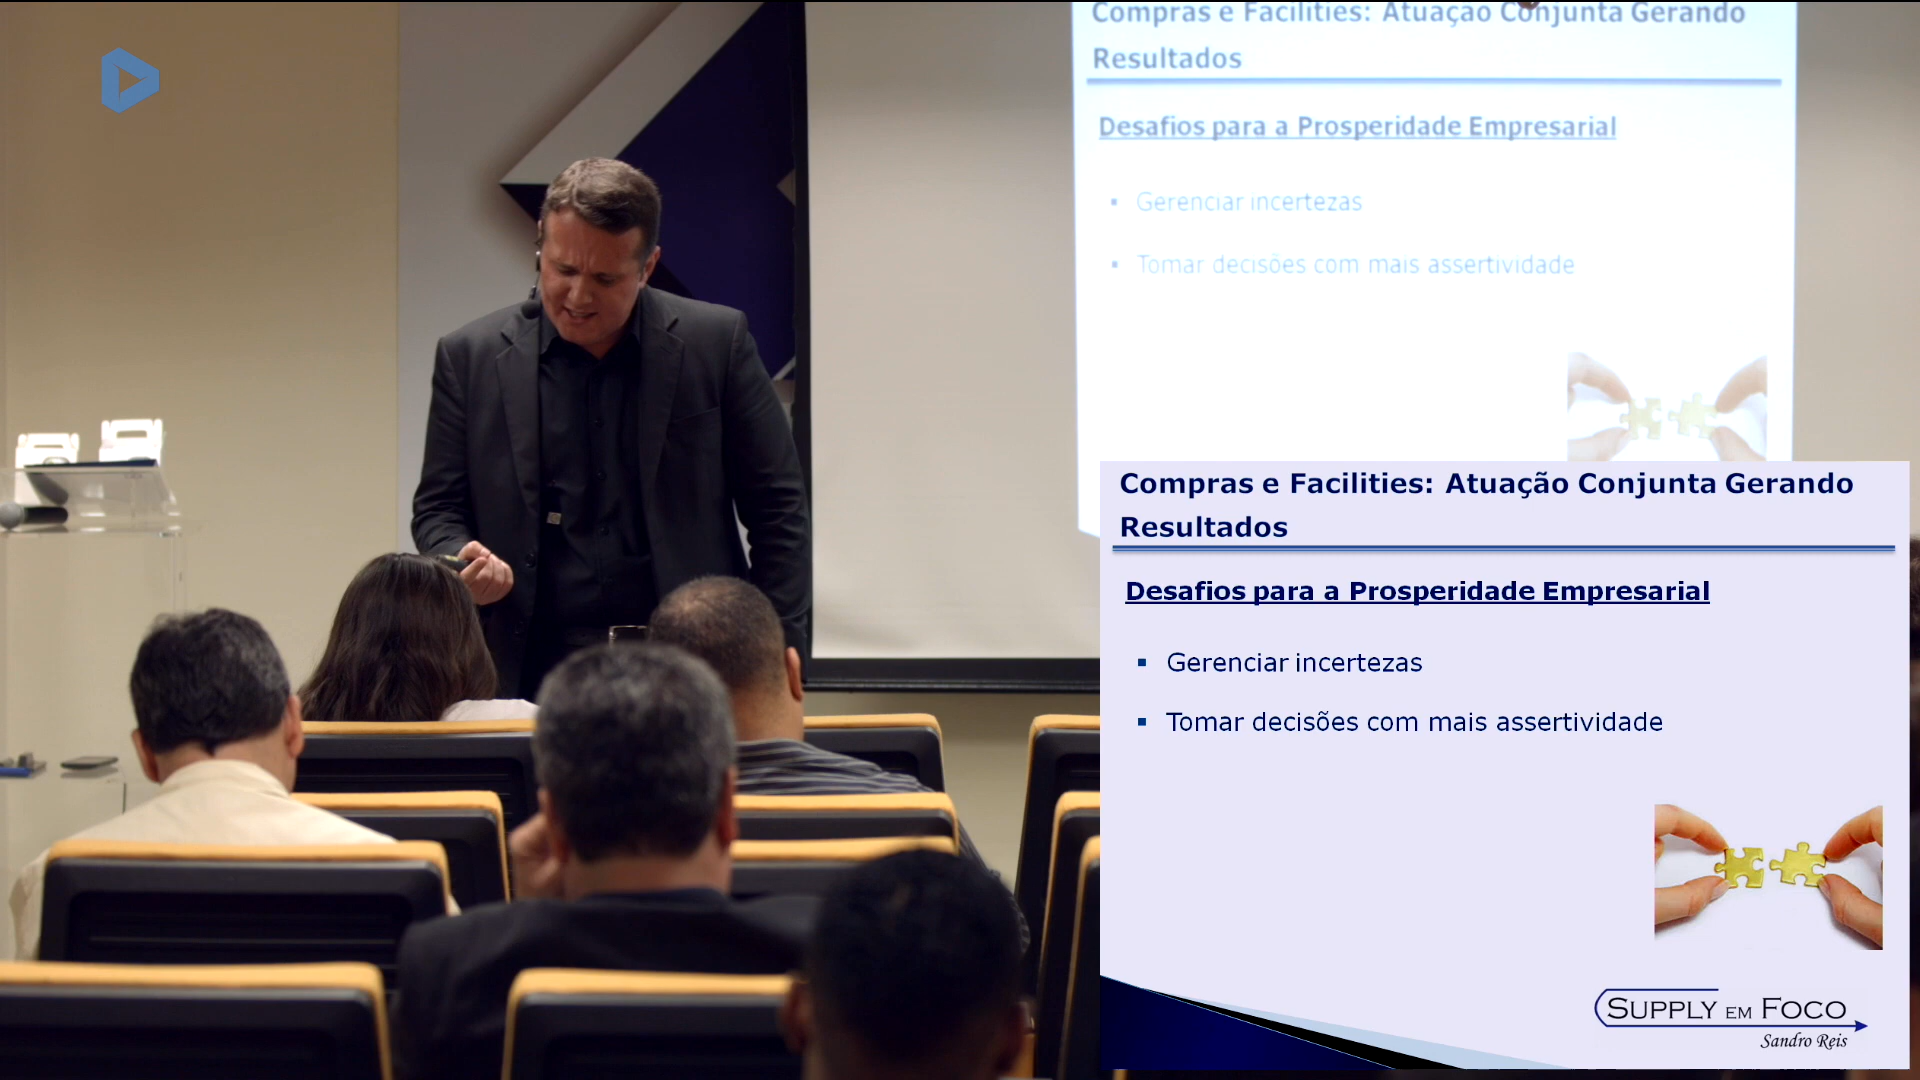 Compras e Facilities: Atuação Conjunta Gerando
Resultados
Desafios para a Prosperidade Empresarial
Gerenciar incertezas
Tomar decisões com mais assertividade
Compras e Facilities: Atuação Conjunta Gerando
Resultados
Desafios para a Prosperidade Empresarial
Gerenciar incertezas
Tomar decisões com mais assertividade
SUPPLY EM FOCO
Sandro Reis